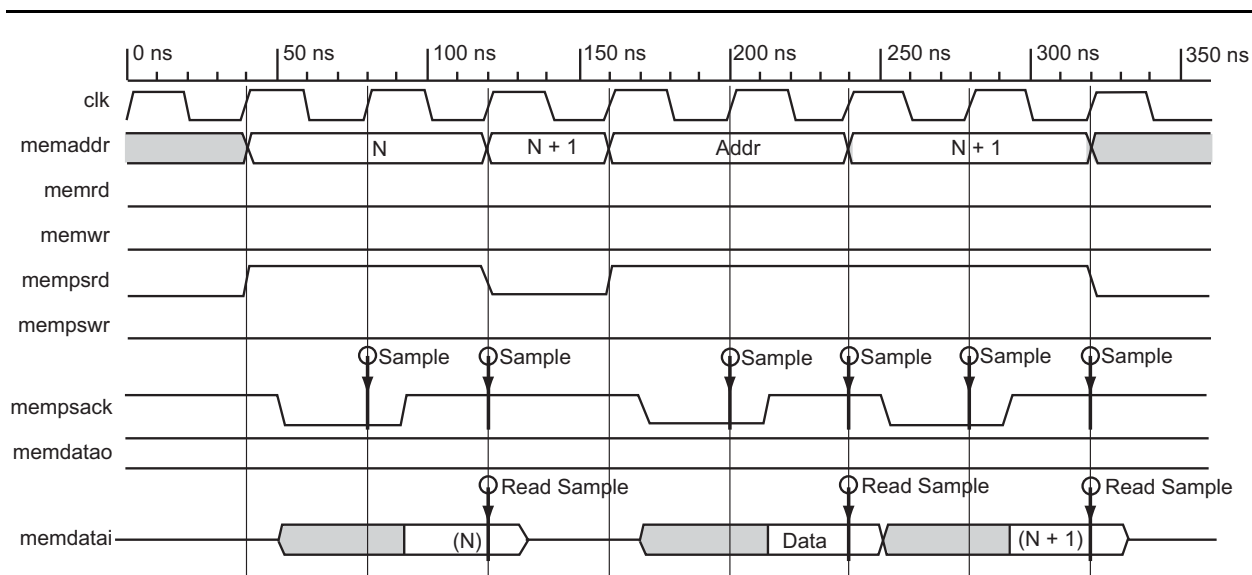 0 ns 50 ns 100 ns 150 ns 200 ns 250 ns 300 ns 350 ns
clk
memaddr N N + 1 Addr N + 1
memrd
memwr
mempsrd
mempswr
Sample Sample Sample Sample Sample Sample
mempsack
memdatao
Read Sample Read Sample Read Sample
memdatai (N) Data (N + 1)